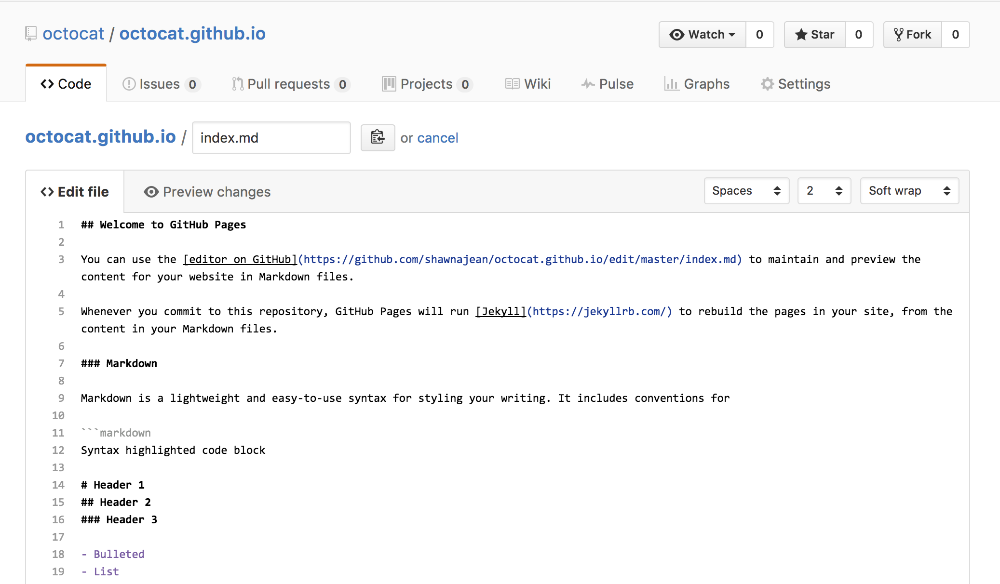 octocat / octocat.github.io
Watch 0 Star 0 Fork 0
Code Issues 0 Pull requests 0 Projects 0 Wiki Pulse Graphs Settings
octocat.github.io / index.md or cancel
Edit file Preview changes Spaces 2 Soft wrap
1 ## Welcome to GitHub Pages
2
3 You can use the [editor on GitHub](https://github.com/shawnajean/octocat.github.io/edit/master/index.md) to maintain and preview the
content for your website in Markdown files.
4
5 Whenever you commit to this repository, GitHub Pages will run [Jekyll](https://jekyllrb.com/) to rebuild the pages in your site, from the
content in your Markdown files.
6
7 ### Markdown
8
9 Markdown is a lightweight and easy-to-use syntax for styling your writing. It includes conventions for
10
11 ```markdown
12 Syntax highlighted code block
13
14 # Header 1
15 ## Header 2
16 ### Header 3
17
18 - Bulleted
19 - List